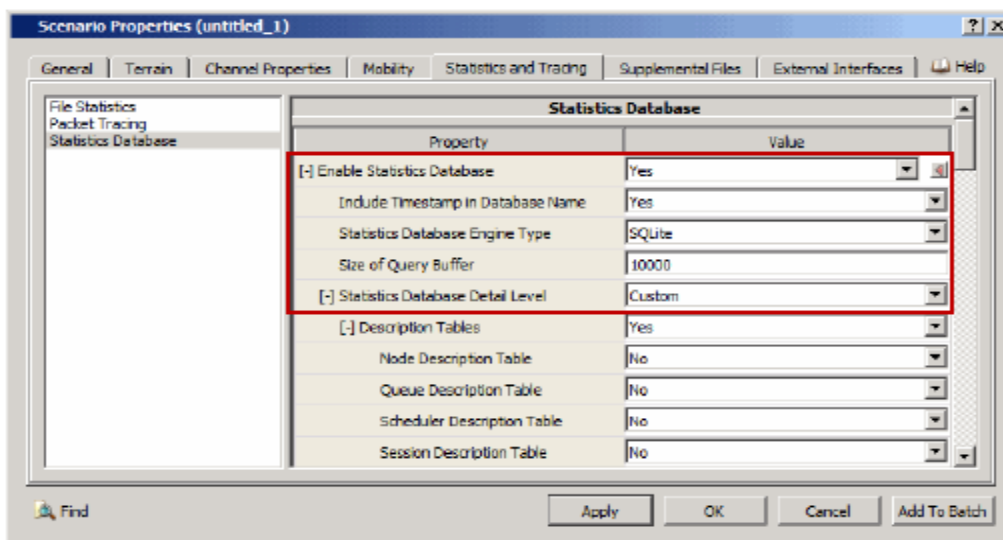 Scenario Properties (untitled_1)
General Terrain Channel Properties Mobility Statistics and Tracing Supplemental Files External Interfaces Help
File Statistics
Packet Tracing
Statistics Database
Statistics Database
Property Value
[-] Enable Statistics Database Yes
Include Timestamp in Database Name Yes
Statistics Database Engine Type SQLite
Size of Query Buffer 10000
[-] Statistics Database Detail Level Custom
[-] Description Tables Yes
Node Description Table No
Queue Description Table No
Scheduler Description Table No
Session Description Table No
Find Apply OK Cancel Add To Batch